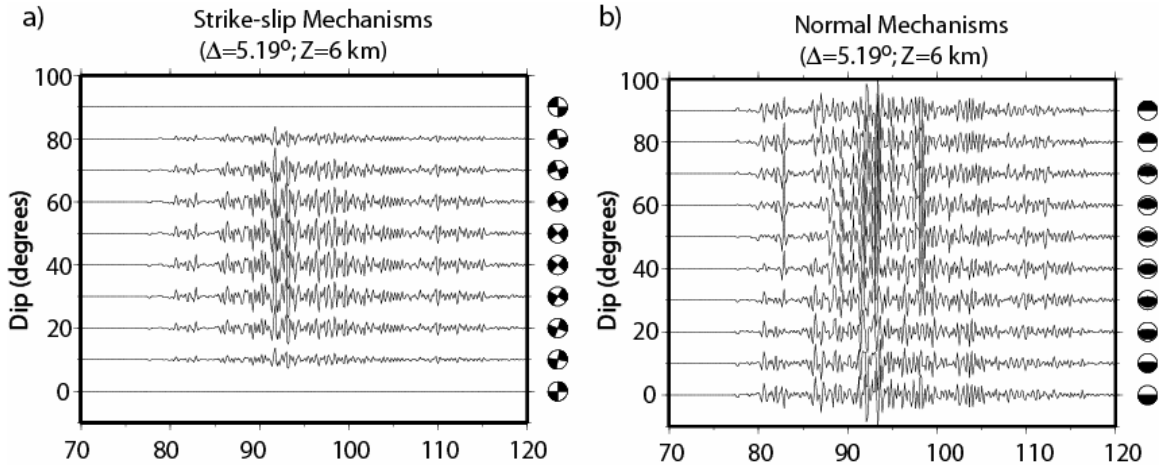 a)
Strike-slip Mechanisms
(Δ=5.19º; Z=6 km)
Dip (degrees)
100
80
60
40
20
0
70 80 90 100 110 120
b)
Normal Mechanisms
(Δ=5.19º; Z=6 km)
Dip (degrees)
100
80
60
40
20
0
70 80 90 100 110 120